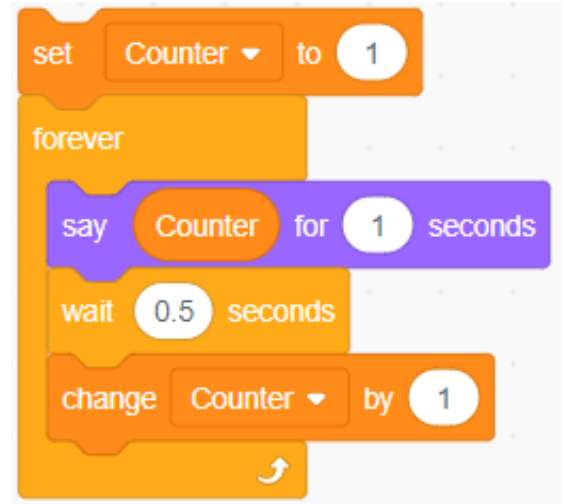 set Counter to 1
forever
say Counter for 1 seconds
wait 0.5 seconds
change Counter by 1